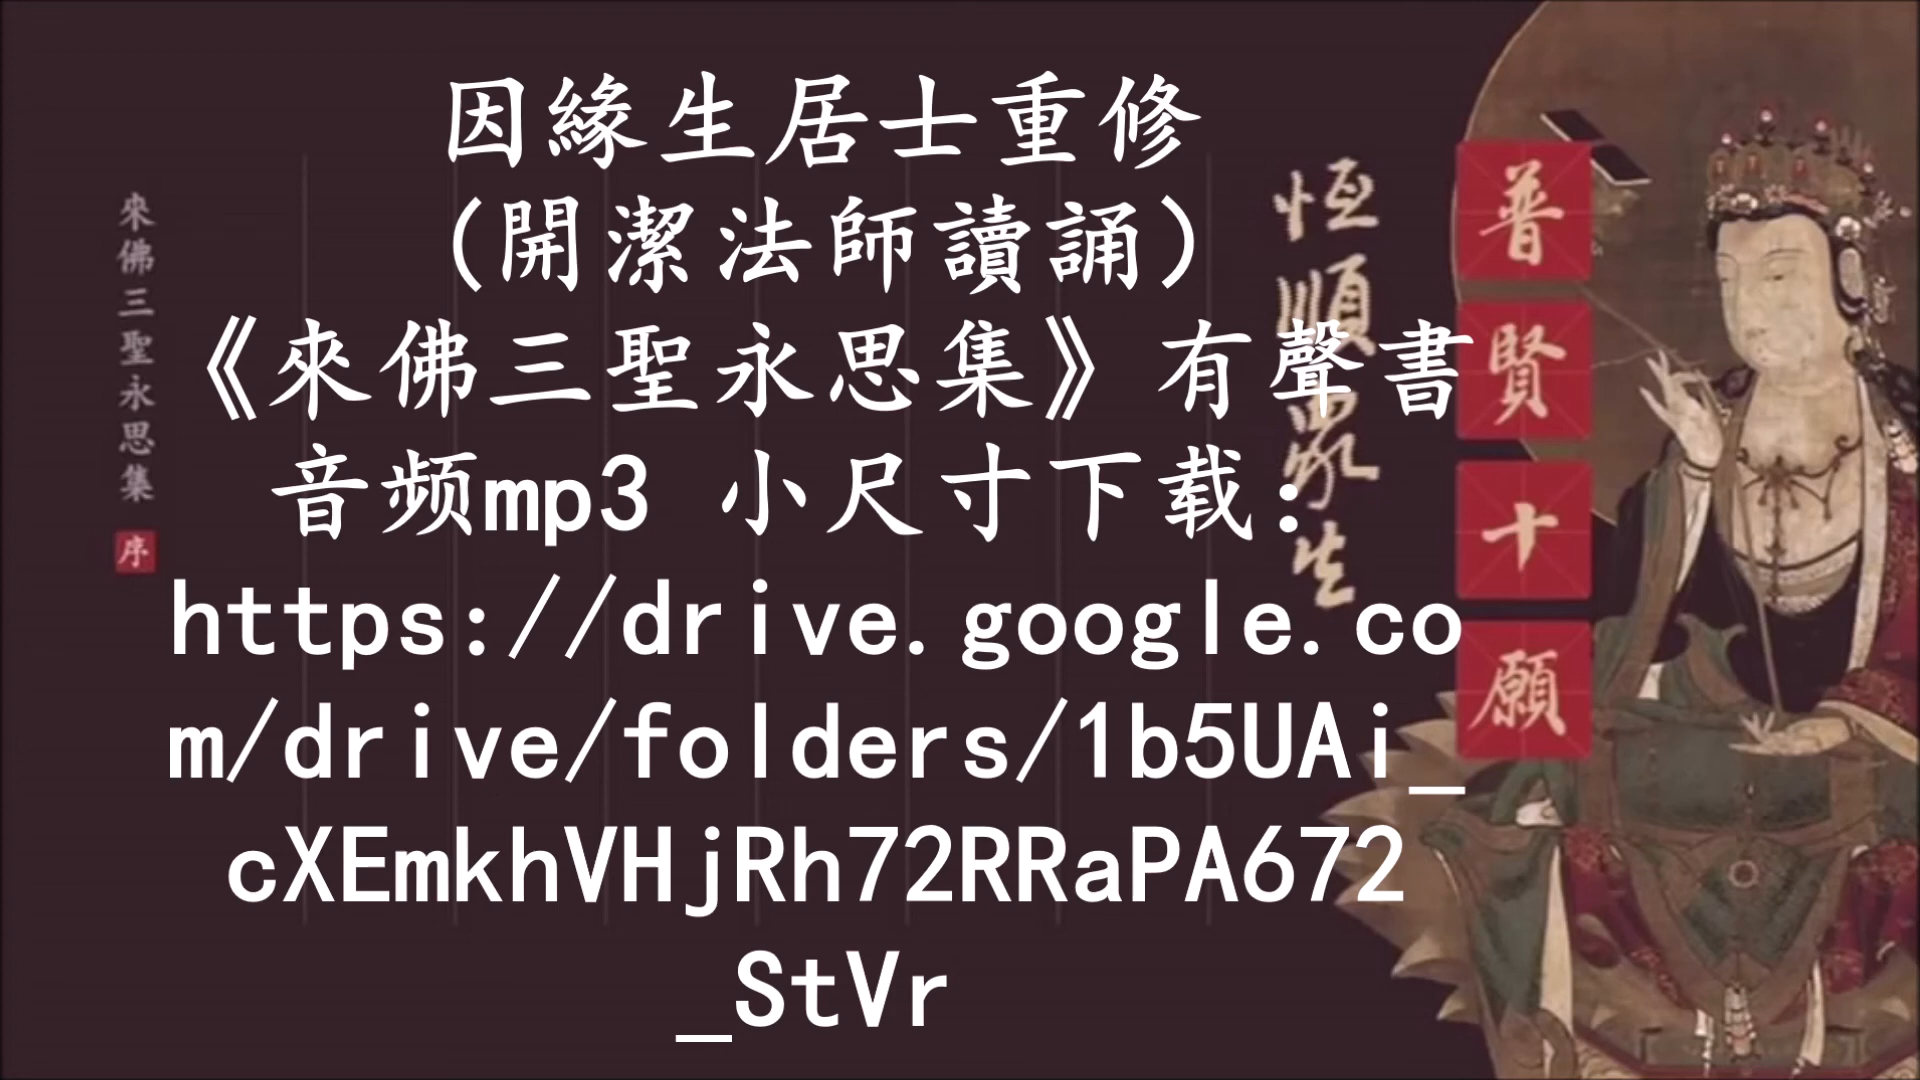 因緣生居士重修
(開潔法師讀誦)
《來佛三聖永思集》有聲書
音频mp3 小尺寸下载:
https://drive.google.co
m/drive/folders/1b5UAi_
cXEmkhVHjRh72RRaPA672
_StVr
來佛三聖永思集
序
恆順眾生
普賢十願